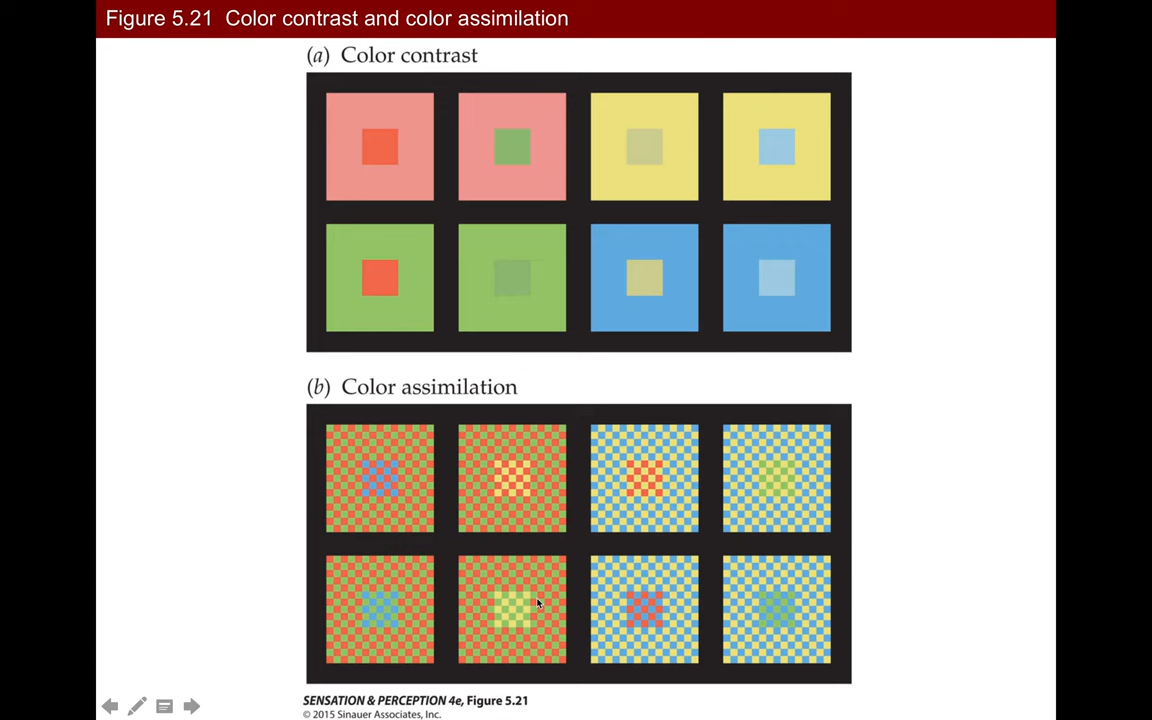 Figure 5.21 Color contrast and color assimilation
(a) Color contrast
(b) Color assimilation
SENSATION & PERCEPTION 4e, Figure 5.21
© 2015 Sinauer Associates, Inc.